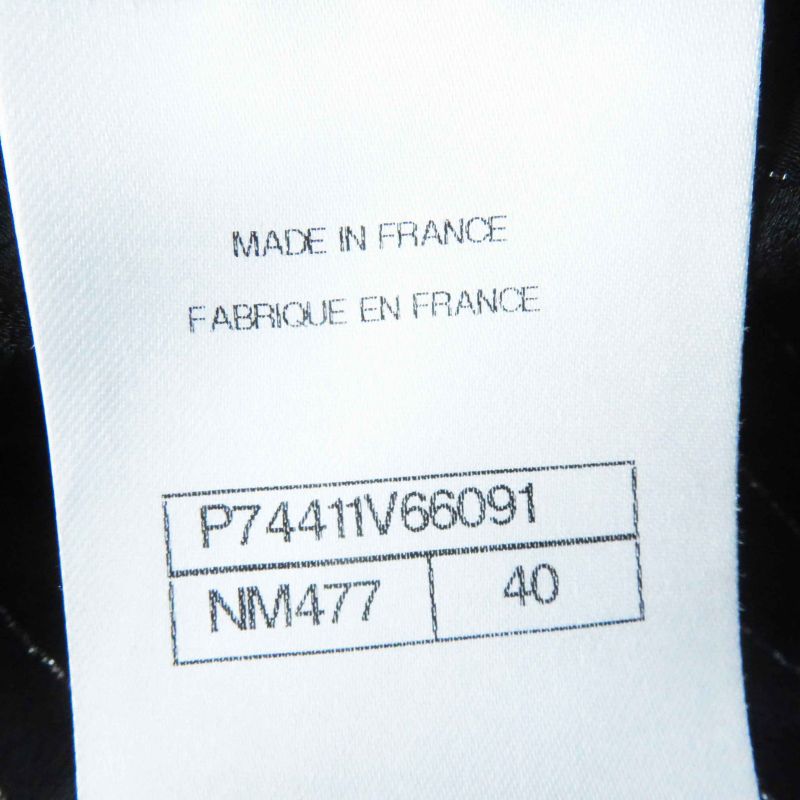 MADE IN FRANCE
FABRIQUE EN FRANCE
P74411V66091
NM477 40